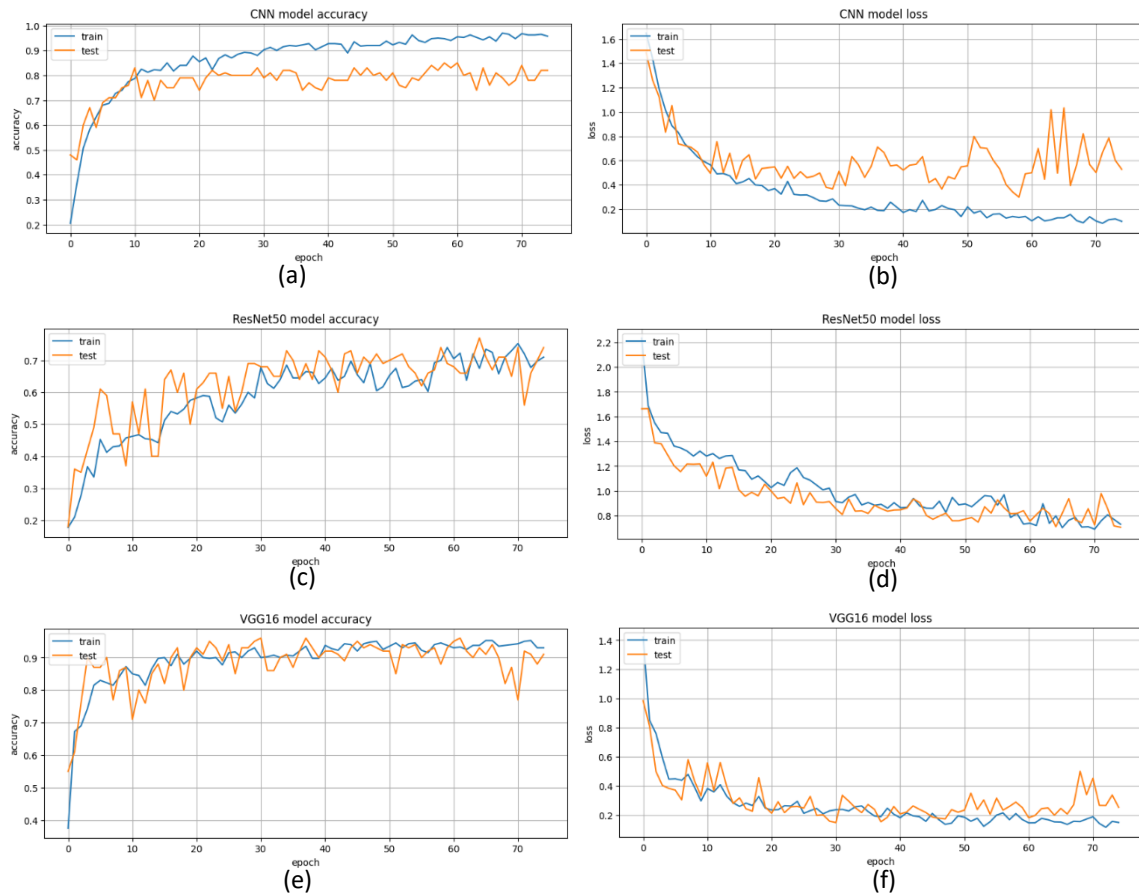 CNN model accuracy
train
test
1.0
0.9
0.8
0.7
0.6
0.5
0.4
0.3
0.2
accuracy
0 10 20 30 40 50 60 70
epoch
(a)
CNN model loss
train
test
1.6
1.4
1.2
1.0
0.8
0.6
0.4
0.2
loss
0 10 20 30 40 50 60 70
epoch
(b)
ResNet50 model accuracy
train
test
0.7
0.6
0.5
0.4
0.3
0.2
accuracy
0 10 20 30 40 50 60 70
epoch
(c)
ResNet50 model loss
train
test
2.2
2.0
1.8
1.6
1.4
1.2
1.0
0.8
loss
0 10 20 30 40 50 60 70
epoch
(d)
VGG16 model accuracy
train
test
0.9
0.8
0.7
0.6
0.5
0.4
accuracy
0 10 20 30 40 50 60 70
epoch
(e)
VGG16 model loss
train
test
1.4
1.2
1.0
0.8
0.6
0.4
0.2
loss
0 10 20 30 40 50 60 70
epoch
(f)